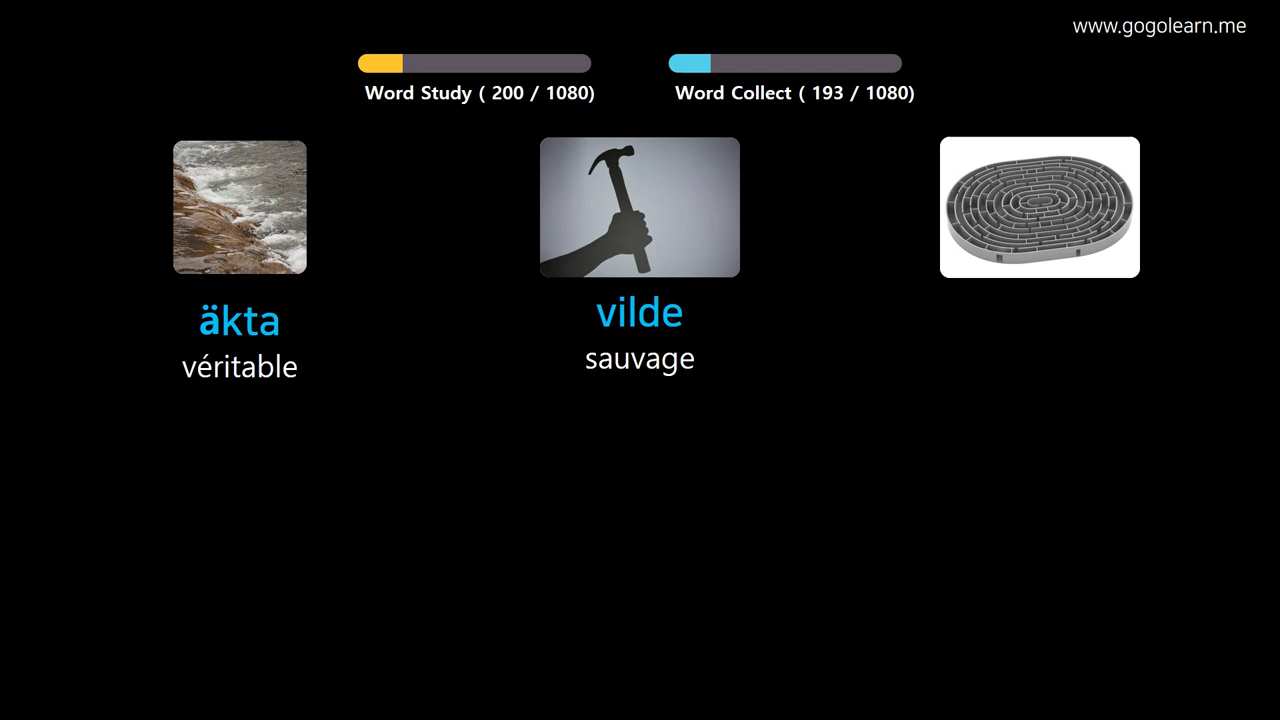 www.gogolearn.me
Word Study ( 200 / 1080)
Word Collect ( 193 / 1080)
äkta
véritable
vilde
sauvage